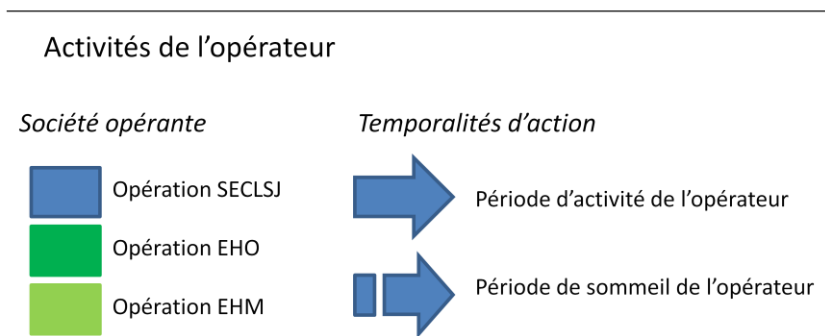 Activités de l’opérateur
Société opérante
Temporalités d’action
Opération SECLSJ
Période d’activité de l’opérateur
Opération EHO
Période de sommeil de l’opérateur
Opération EHM